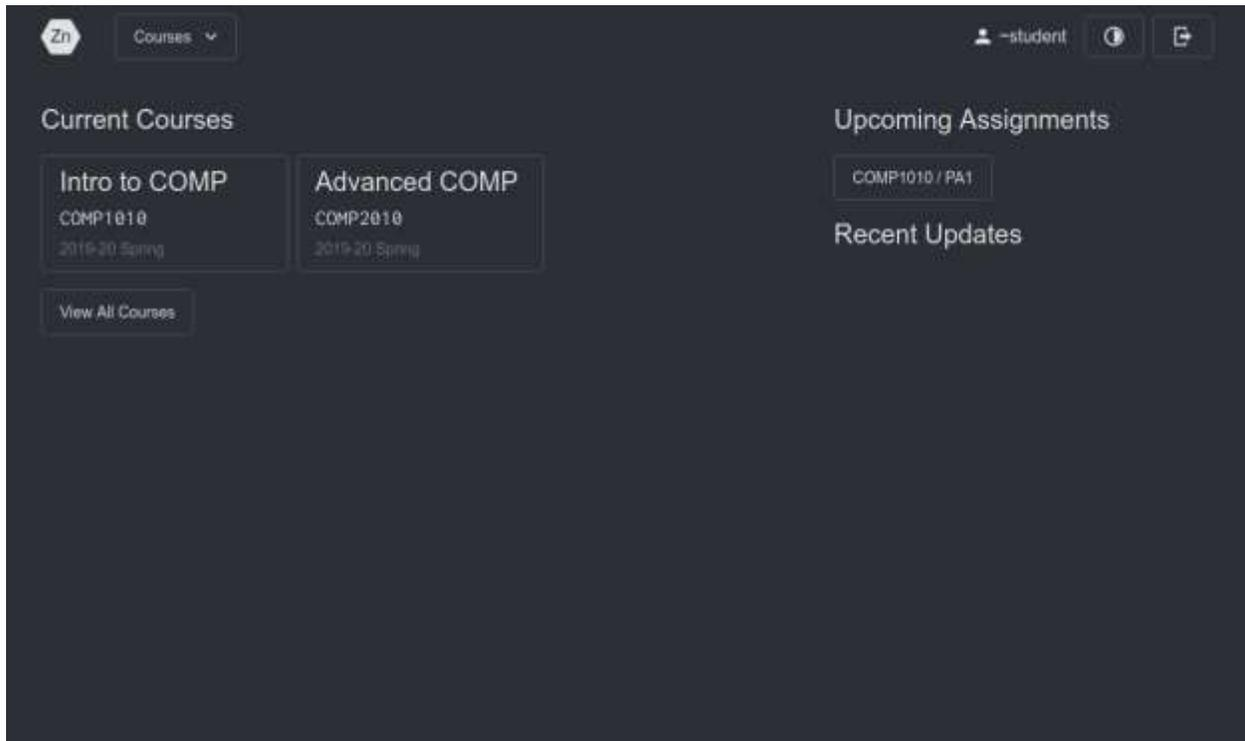 Zn
Courses
~student
Current Courses
Intro to COMP
COMP1010
2019-20 Spring
Advanced COMP
COMP2010
2019-20 Spring
View All Courses
Upcoming Assignments
COMP1010 / PA1
Recent Updates